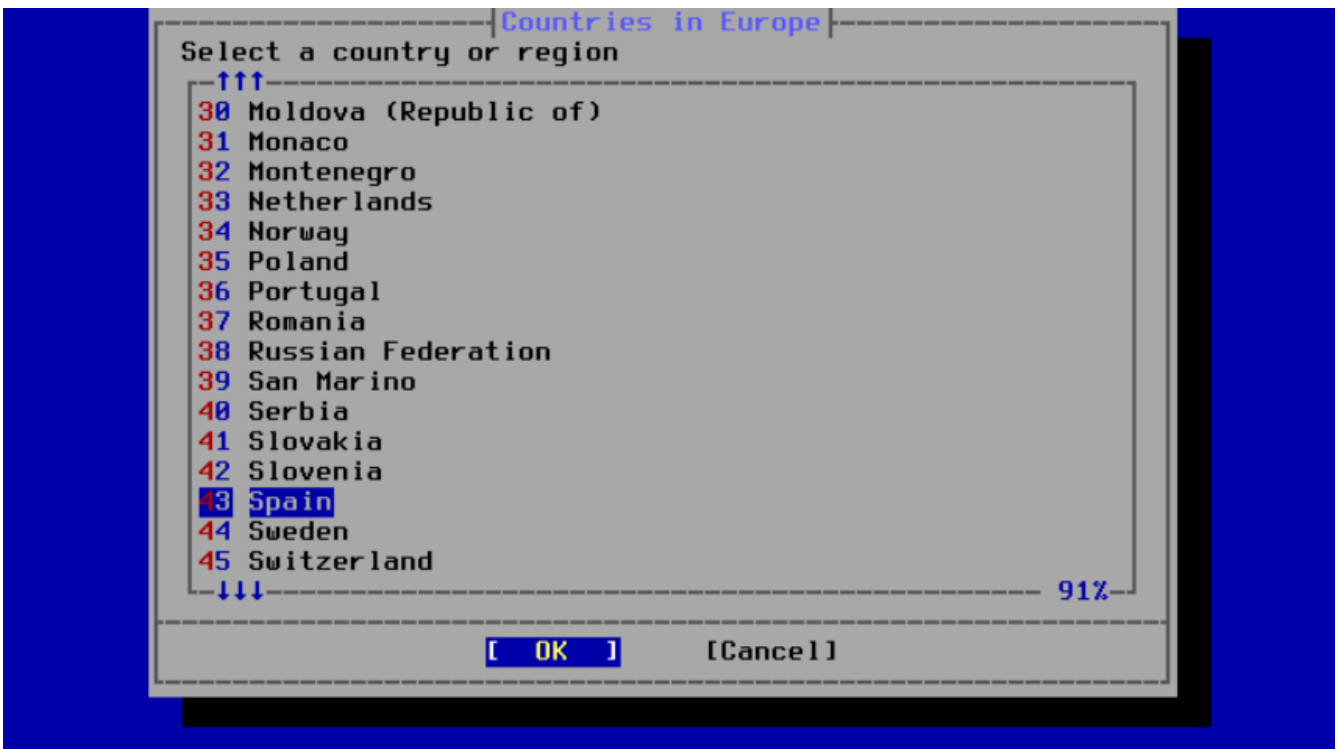 Countries in Europe
Select a country or region
↑↑↑
30 Moldova (Republic of)
31 Monaco
32 Montenegro
33 Netherlands
34 Norway
35 Poland
36 Portugal
37 Romania
38 Russian Federation
39 San Marino
40 Serbia
41 Slovakia
42 Slovenia
43 Spain
44 Sweden
45 Switzerland
↓↓↓ 91%
[ OK ] [Cancel]